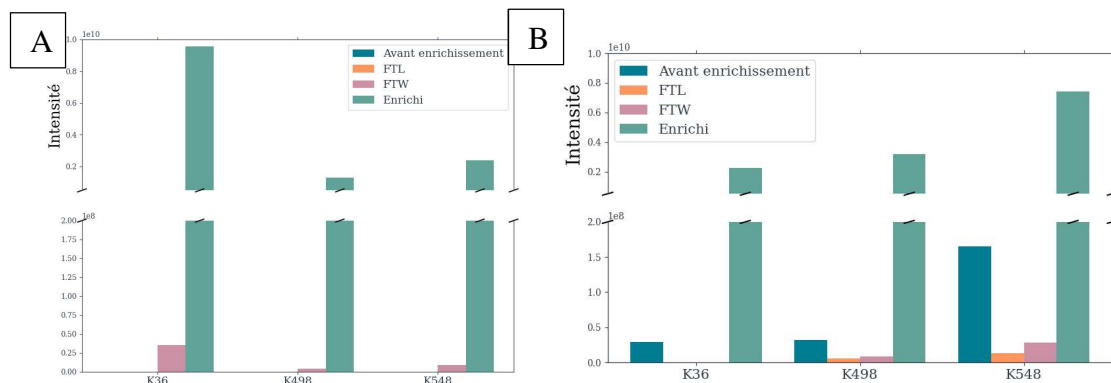 A
1e10
1.0
0.8
0.6
0.4
0.2
Intensité
Avant enrichissement
FTL
FTW
Enrichi
1e8
2.00
1.75
1.50
1.25
1.00
0.75
0.50
0.25
0.00
K36 K498 K548
B
1e10
1.0
0.8
0.6
0.4
0.2
Intensité
Avant enrichissement
FTL
FTW
Enrichi
1e8
2.0
1.5
1.0
0.5
0.0
K36 K498 K548